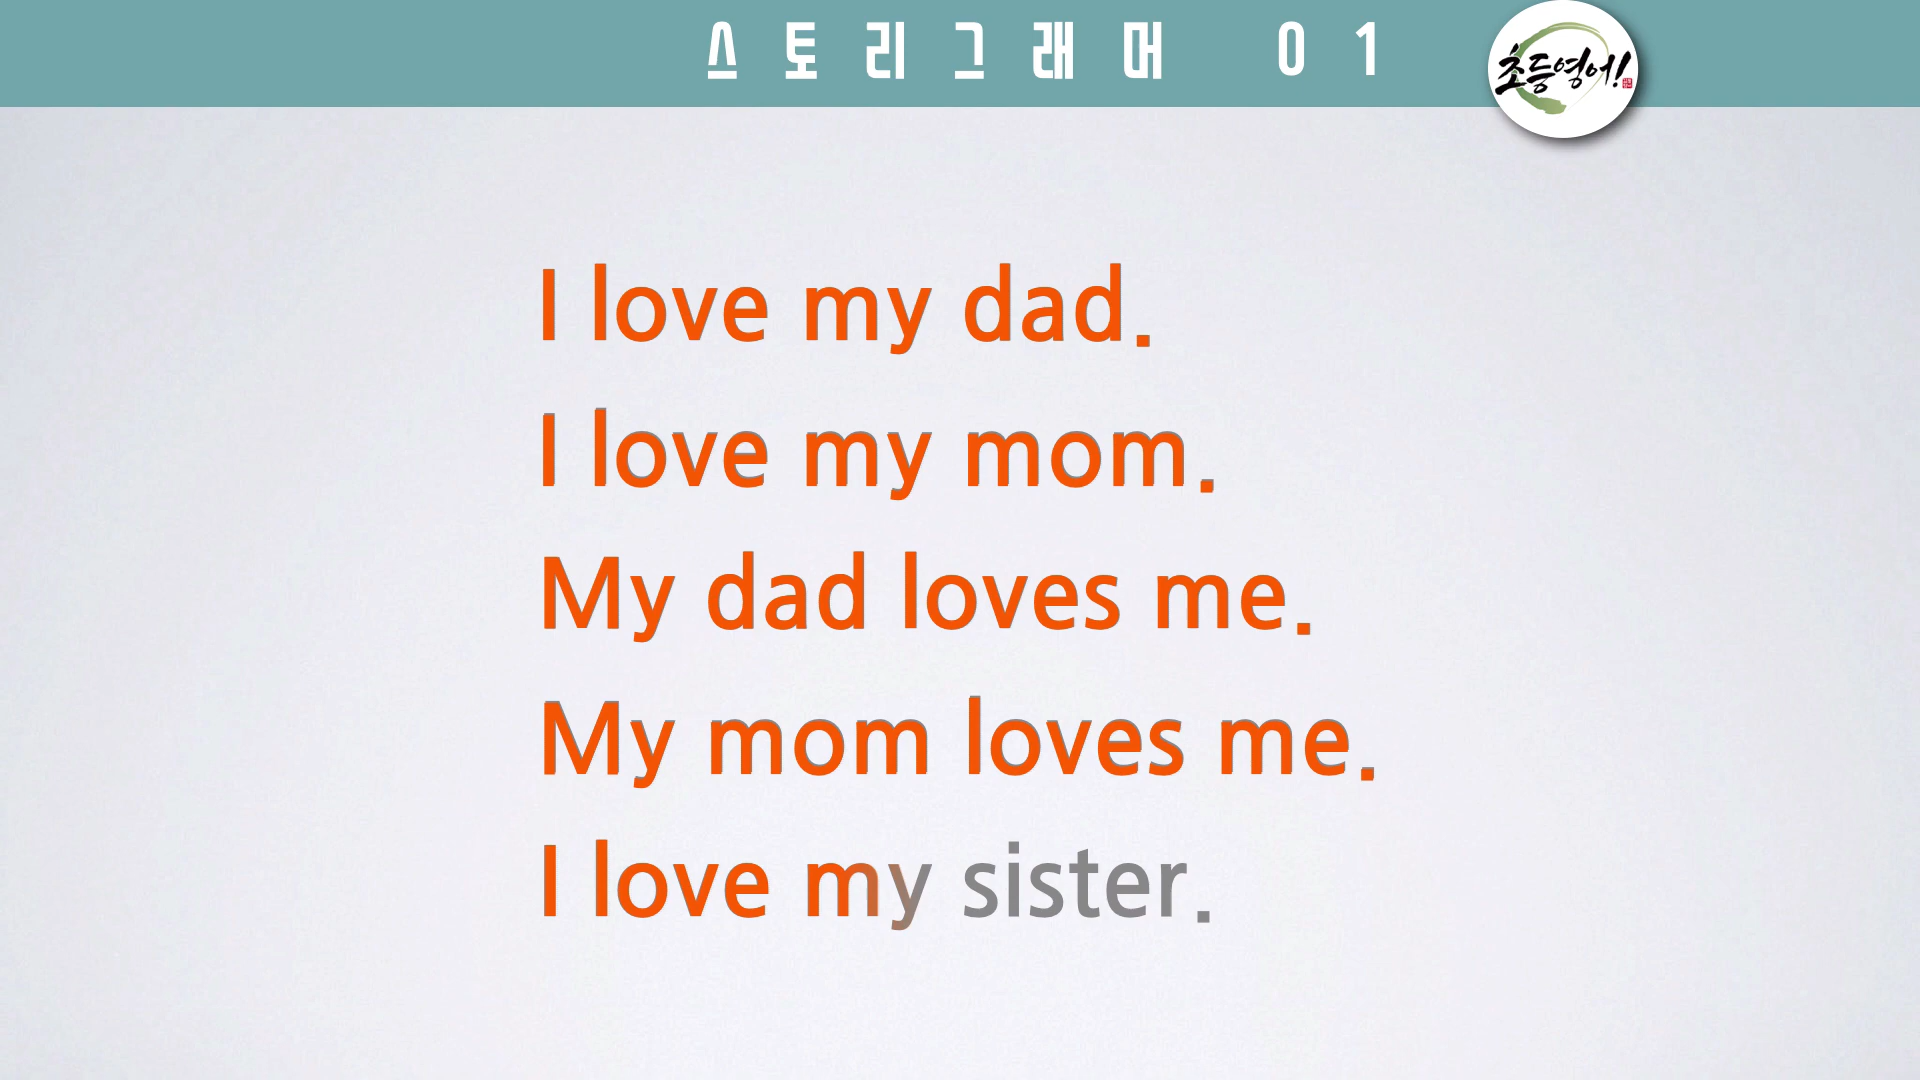 스토리그래머 01
초등영어!
I love my dad.
I love my mom.
My dad loves me.
My mom loves me.
I love my sister.